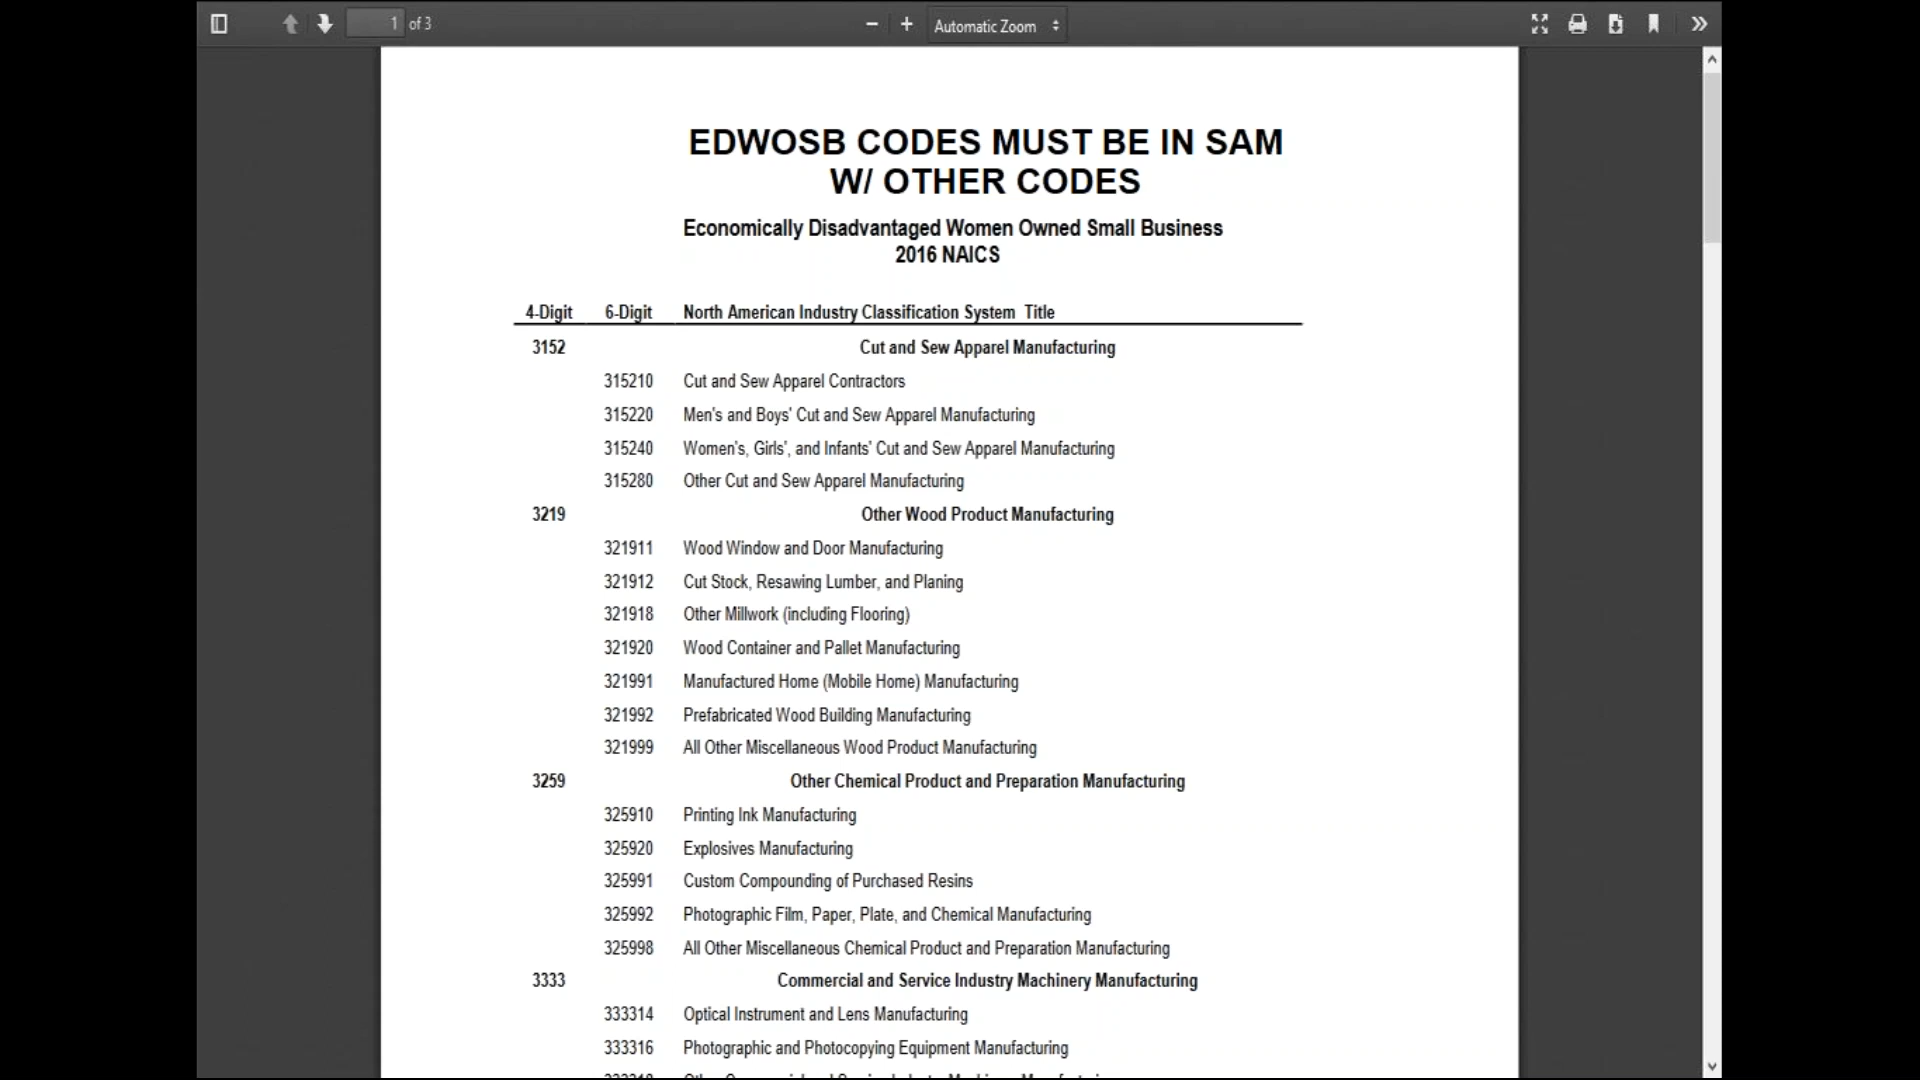 1 of 3 Automatic Zoom
EDWOSB CODES MUST BE IN SAM
W/ OTHER CODES
Economically Disadvantaged Women Owned Small Business
2016 NAICS
4-Digit 6-Digit North American Industry Classification System Title
3152 Cut and Sew Apparel Manufacturing
315210 Cut and Sew Apparel Contractors
315220 Men's and Boys' Cut and Sew Apparel Manufacturing
315240 Women's, Girls', and Infants' Cut and Sew Apparel Manufacturing
315280 Other Cut and Sew Apparel Manufacturing
3219 Other Wood Product Manufacturing
321911 Wood Window and Door Manufacturing
321912 Cut Stock, Resawing Lumber, and Planing
321918 Other Millwork (including Flooring)
321920 Wood Container and Pallet Manufacturing
321991 Manufactured Home (Mobile Home) Manufacturing
321992 Prefabricated Wood Building Manufacturing
321999 All Other Miscellaneous Wood Product Manufacturing
3259 Other Chemical Product and Preparation Manufacturing
325910 Printing Ink Manufacturing
325920 Explosives Manufacturing
325991 Custom Compounding of Purchased Resins
325992 Photographic Film, Paper, Plate, and Chemical Manufacturing
325998 All Other Miscellaneous Chemical Product and Preparation Manufacturing
3333 Commercial and Service Industry Machinery Manufacturing
333314 Optical Instrument and Lens Manufacturing
333316 Photographic and Photocopying Equipment Manufacturing